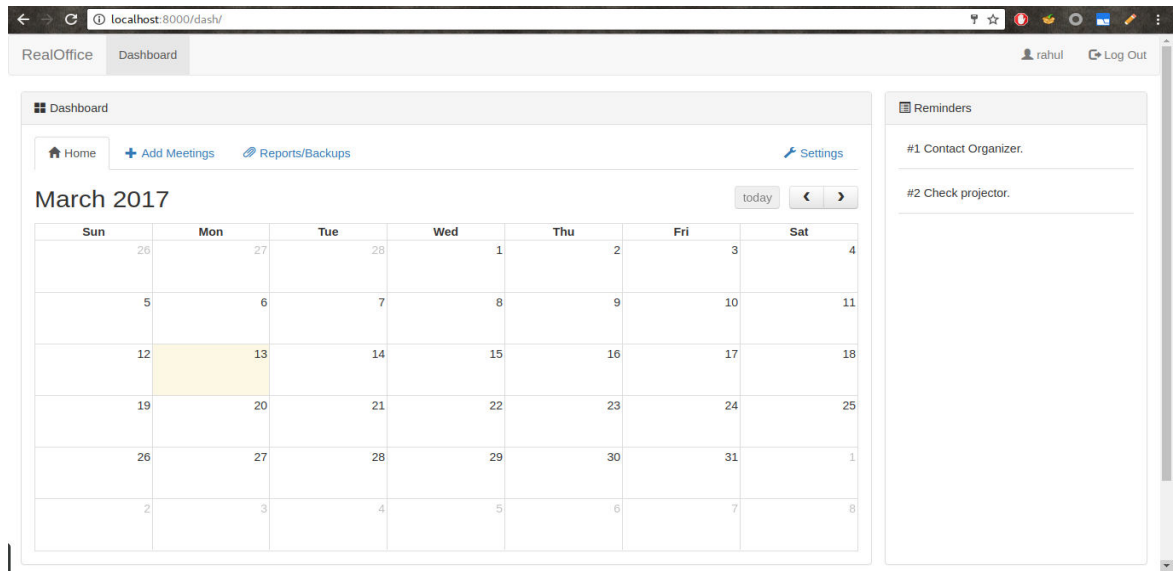 localhost:8000/dash/
RealOffice Dashboard rahul Log Out
Dashboard
Home Add Meetings Reports/Backups Settings
March 2017 today
Sun Mon Tue Wed Thu Fri Sat
26 27 28 1 2 3 4
5 6 7 8 9 10 11
12 13 14 15 16 17 18
19 20 21 22 23 24 25
26 27 28 29 30 31 1
2 3 4 5 6 7 8
Reminders
#1 Contact Organizer.
#2 Check projector.